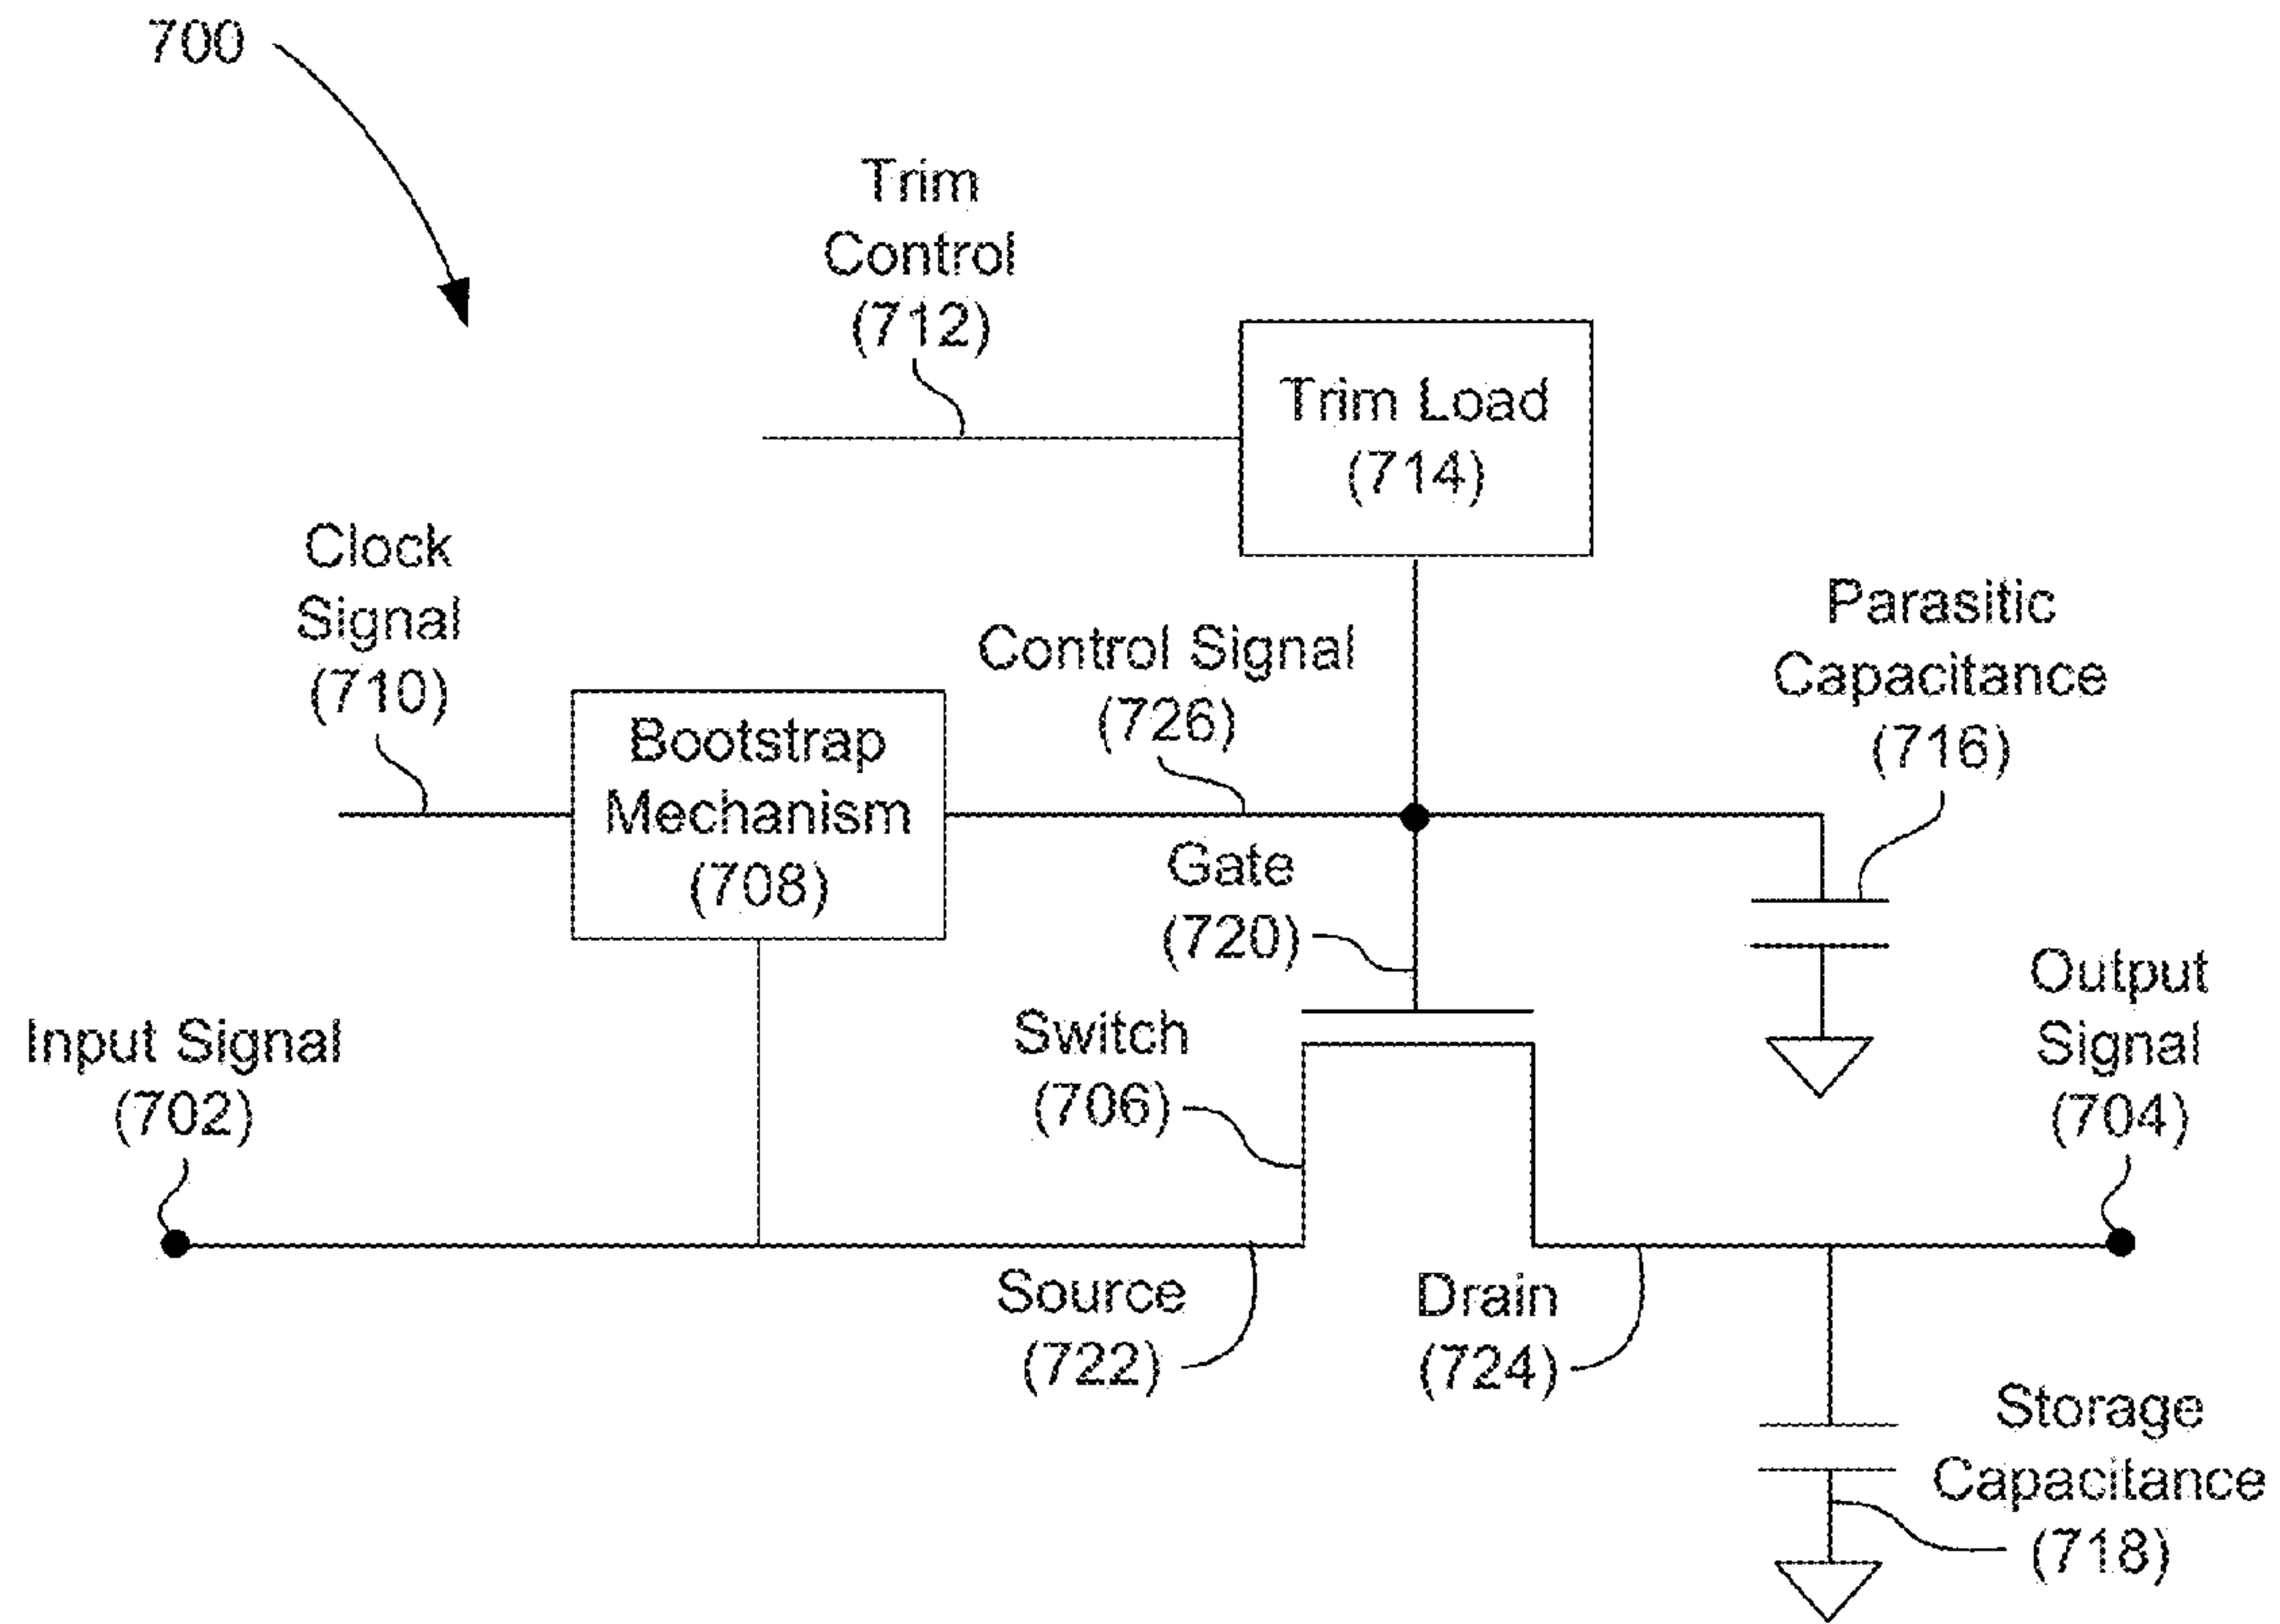 700
Trim
Control
(712)
Trim Load
(714)
Clock
Signal
(710)
Control Signal
(726)
Parasitic
Capacitance
(716)
Bootstrap
Mechanism
(708)
Gate
(720)
Output
Signal
(704)
Input Signal
(702)
Switch
(706)
Source
(722)
Drain
(724)
Storage
Capacitance
(718)